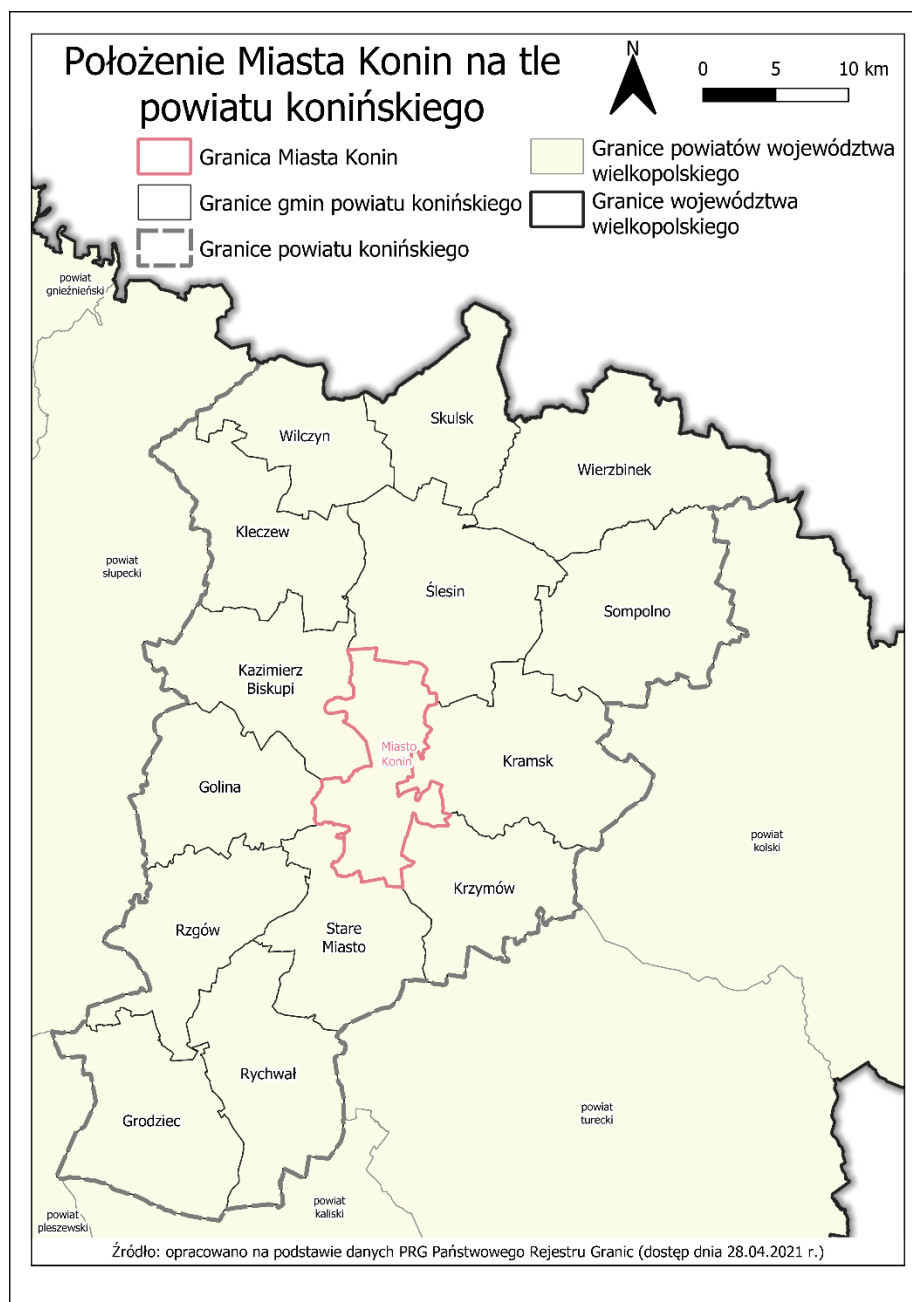 Położenie Miasta Konin na tle
powiatu konińskiego
N
0 5 10 km
Granica Miasta Konin
Granice gmin powiatu konińskiego
Granice powiatu konińskiego
Granice powiatów województwa
wielkopolskiego
Granice województwa
wielkopolskiego
powiat
gnieźnieński
Skulsk
Wilczyn
Wierzbinek
Kleczew
powiat
słupecki
Ślesin
Sompolno
Kazimierz
Biskupi
Miasto
Konin
Kramsk
Golina
powiat
kolski
Krzymów
Rzgów
Stare
Miasto
Rychwał
Grodziec
powiat
turecki
powiat
kaliski
powiat
pleszewski
Źródło: opracowano na podstawie danych PRG Państwowego Rejestru Granic (dostęp dnia 28.04.2021 r.)